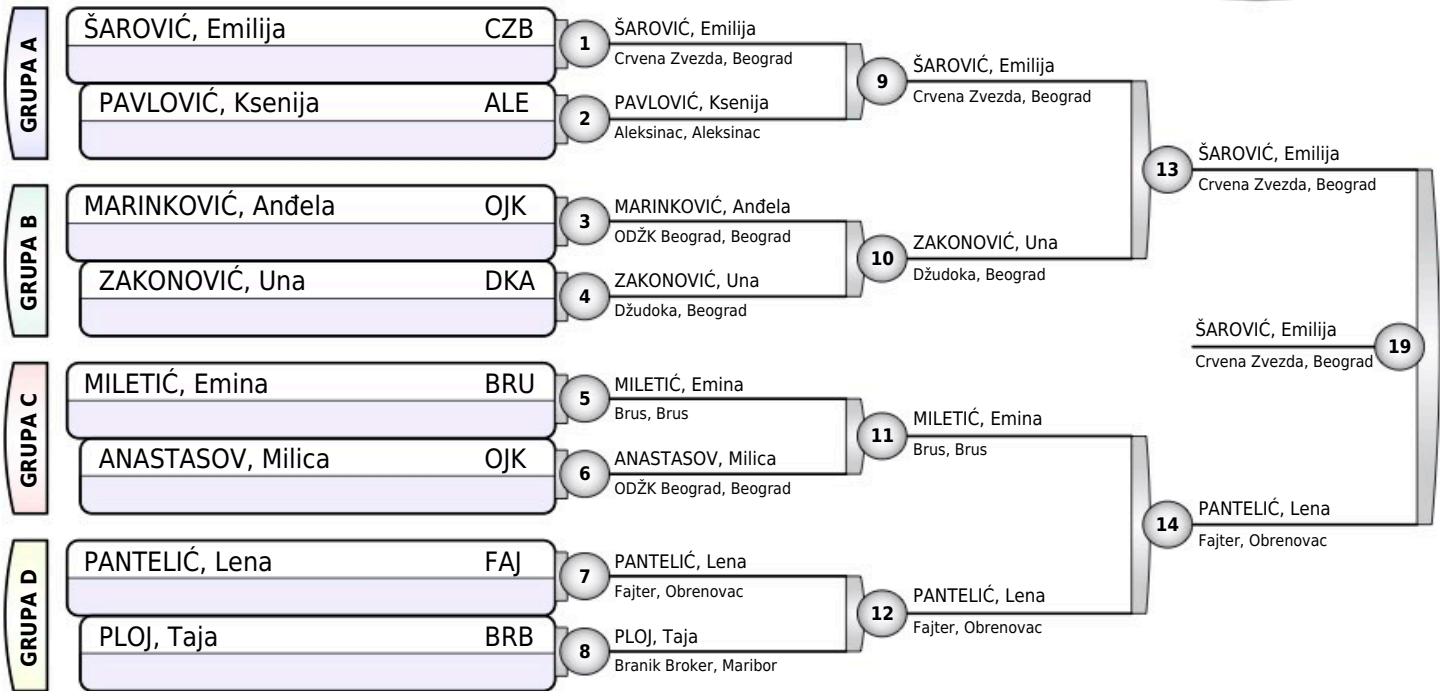 GRUPA A
ŠAROVIĆ, Emilija CZB
PAVLOVIĆ, Ksenija ALE
GRUPA B
MARINKOVIĆ, Anđela OJK
ZAKONOVIĆ, Una DKA
GRUPA C
MILETIĆ, Emina BRU
ANASTASOV, Milica OJK
GRUPA D
PANTELIĆ, Lena FAJ
PLOJ, Taja BRB
1
ŠAROVIĆ, Emilija
Crvena Zvezda, Beograd
2
PAVLOVIĆ, Ksenija
Aleksinac, Aleksinac
3
MARINKOVIĆ, Anđela
ODŽK Beograd, Beograd
4
ZAKONOVIĆ, Una
Džudoka, Beograd
5
MILETIĆ, Emina
Brus, Brus
6
ANASTASOV, Milica
ODŽK Beograd, Beograd
7
PANTELIĆ, Lena
Fajter, Obrenovac
8
PLOJ, Taja
Branik Broker, Maribor
9
ŠAROVIĆ, Emilija
Crvena Zvezda, Beograd
10
ZAKONOVIĆ, Una
Džudoka, Beograd
11
MILETIĆ, Emina
Brus, Brus
12
PANTELIĆ, Lena
Fajter, Obrenovac
13
ŠAROVIĆ, Emilija
Crvena Zvezda, Beograd
14
PANTELIĆ, Lena
Fajter, Obrenovac
ŠAROVIĆ, Emilija
Crvena Zvezda, Beograd
19